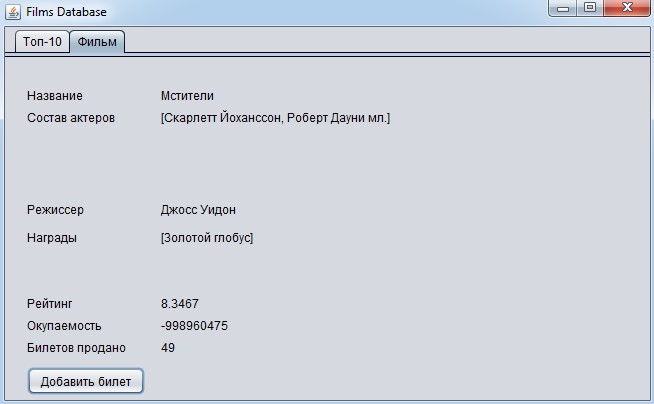 Films Database
Топ-10 Фильм
Название Мстители
Состав актеров [Скарлетт Йоханссон, Роберт Дауни мл.]
Режиссер Джосс Уидон
Награды [Золотой глобус]
Рейтинг 8.3467
Окупаемость -998960475
Билетов продано 49
Добавить билет